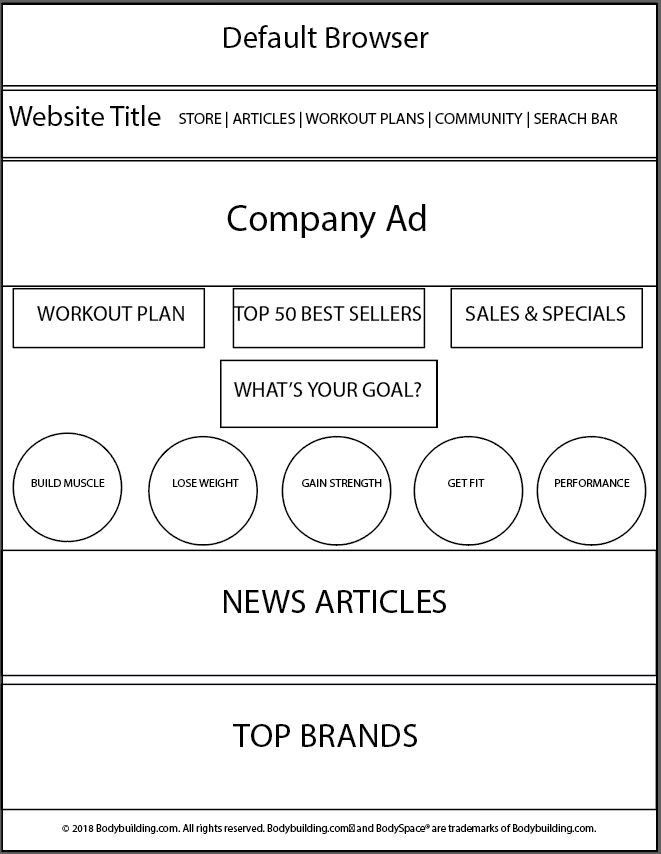 Default Browser
Website Title STORE | ARTICLES | WORKOUT PLANS | COMMUNITY | SERACH BAR
Company Ad
WORKOUT PLAN TOP 50 BEST SELLERS SALES & SPECIALS
WHAT’S YOUR GOAL?
BUILD MUSCLE LOSE WEIGHT GAIN STRENGTH GET FIT PERFORMANCE
NEWS ARTICLES
TOP BRANDS
© 2018 Bodybuilding.com. All rights reserved. Bodybuilding.com☒ and BodySpace® are trademarks of Bodybuilding.com.